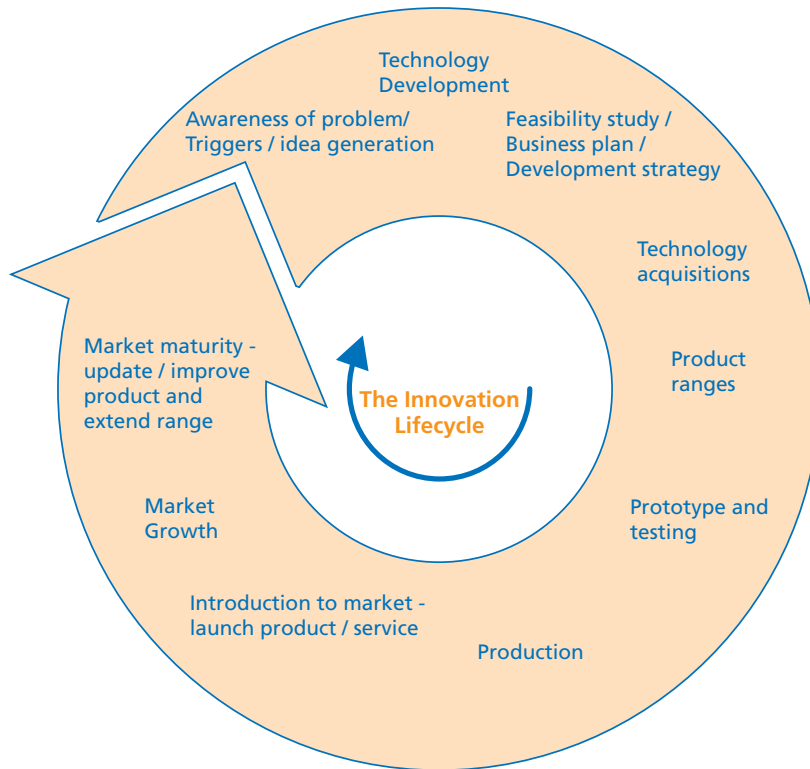 Technology
Development
Awareness of problem/
Triggers / idea generation
Feasibility study /
Business plan /
Development strategy
Technology
acquisitions
Product
ranges
Prototype and
testing
Production
Introduction to market -
launch product / service
Market
Growth
Market maturity -
update / improve
product and
extend range
The Innovation
Lifecycle